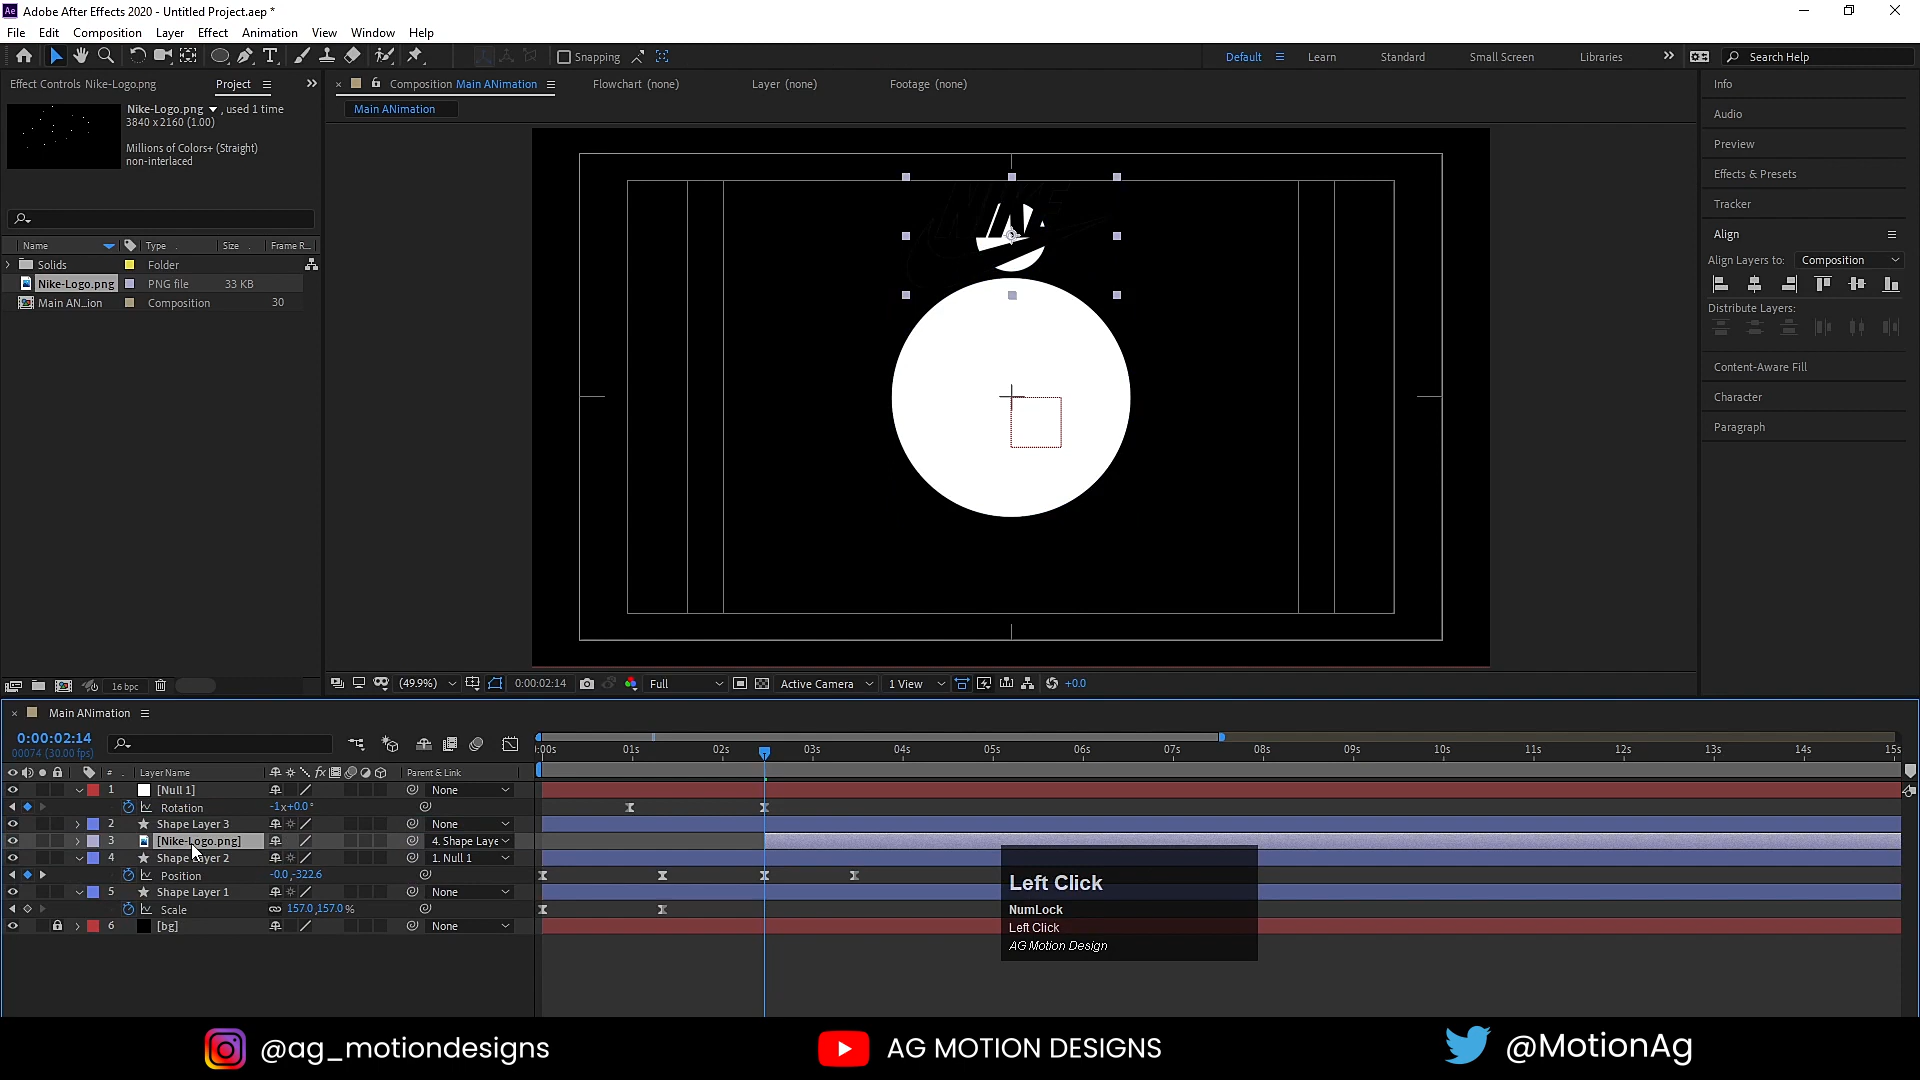 Adobe After Effects 2020 - Untitled Project.aep *
File Edit Composition Layer Effect Animation View Window Help
Snapping
Default Learn Standard Small Screen Libraries Search Help
Effect Controls Nike-Logo.png Project
Composition Main ANimation Flowchart (none) Layer (none) Footage (none)
Main ANimation
Nike-Logo.png , used 1 time
3840 x 2160 (1.00)
Millions of Colors+ (Straight)
non-interlaced
Name Type Size Frame R...
Solids Folder
Nike-Logo.png PNG file 33 KB
Main AN...ion Composition 30
NIKE
Info
Audio
Preview
Effects & Presets
Tracker
Align
Align Layers to: Composition
Distribute Layers:
Content-Aware Fill
Character
Paragraph
16 bpc
(49.9%) 0:00:02:14 Full Active Camera 1 View +0.0
Main ANimation
0:00:02:14
00074 (30.00 fps)
):00s 01s 02s 03s 04s 05s 06s 07s 08s 09s 10s 11s 12s 13s 14s 15s
# Layer Name fx Parent & Link
1 [Null 1] None
Rotation -1x+0.0°
2 Shape Layer 3 None
3 [Nike-Logo.png] 4. Shape Laye
4 Shape Layer 2 1. Null 1
Position -0.0,-322.6
5 Shape Layer 1 None
Scale 157.0,157.0%
6 [bg] None
Left Click
NumLock
Left Click
AG Motion Design
@ag_motiondesigns AG MOTION DESIGNS @MotionAg